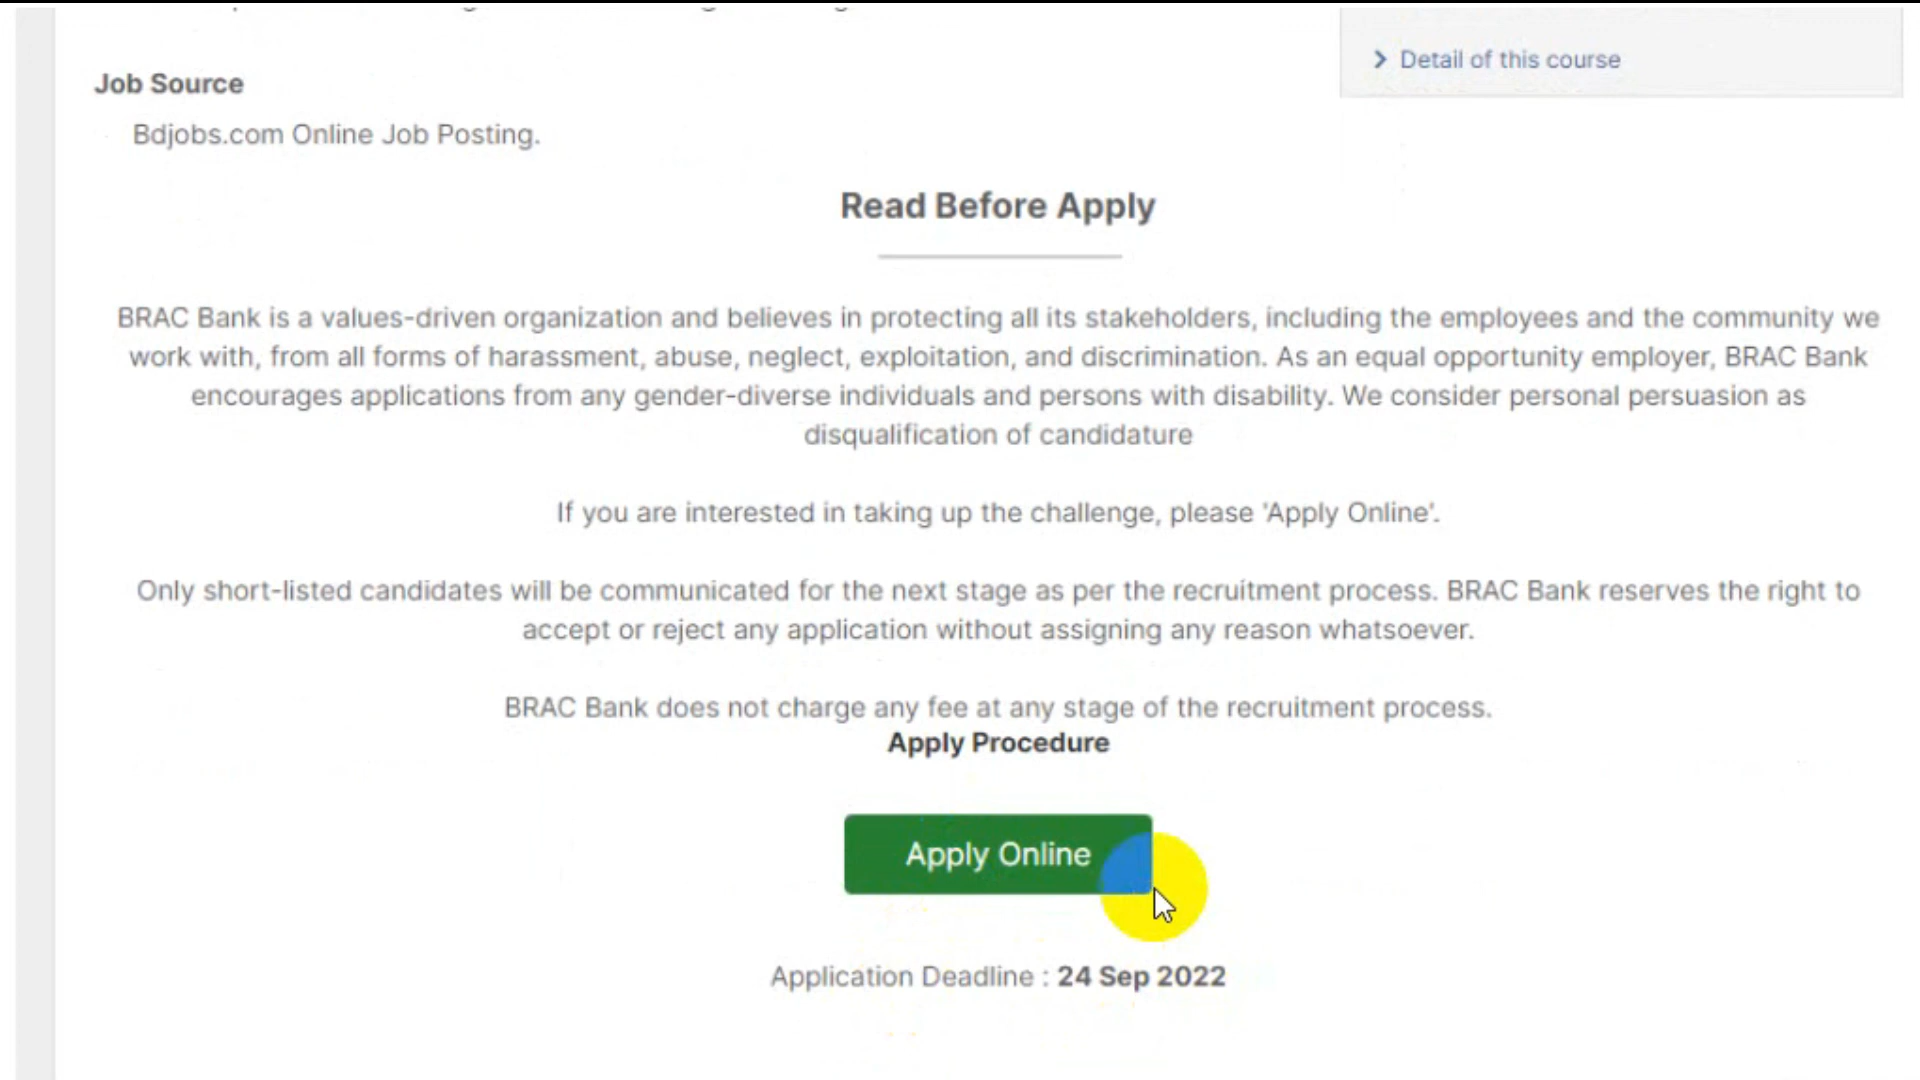 Detail of this course
Job Source
Bdjobs.com Online Job Posting.
Read Before Apply
BRAC Bank is a values-driven organization and believes in protecting all its stakeholders, including the employees and the community we
work with, from all forms of harassment, abuse, neglect, exploitation, and discrimination. As an equal opportunity employer, BRAC Bank
encourages applications from any gender-diverse individuals and persons with disability. We consider personal persuasion as
disqualification of candidature
If you are interested in taking up the challenge, please 'Apply Online'.
Only short-listed candidates will be communicated for the next stage as per the recruitment process. BRAC Bank reserves the right to
accept or reject any application without assigning any reason whatsoever.
BRAC Bank does not charge any fee at any stage of the recruitment process.
Apply Procedure
Apply Online
Application Deadline : 24 Sep 2022